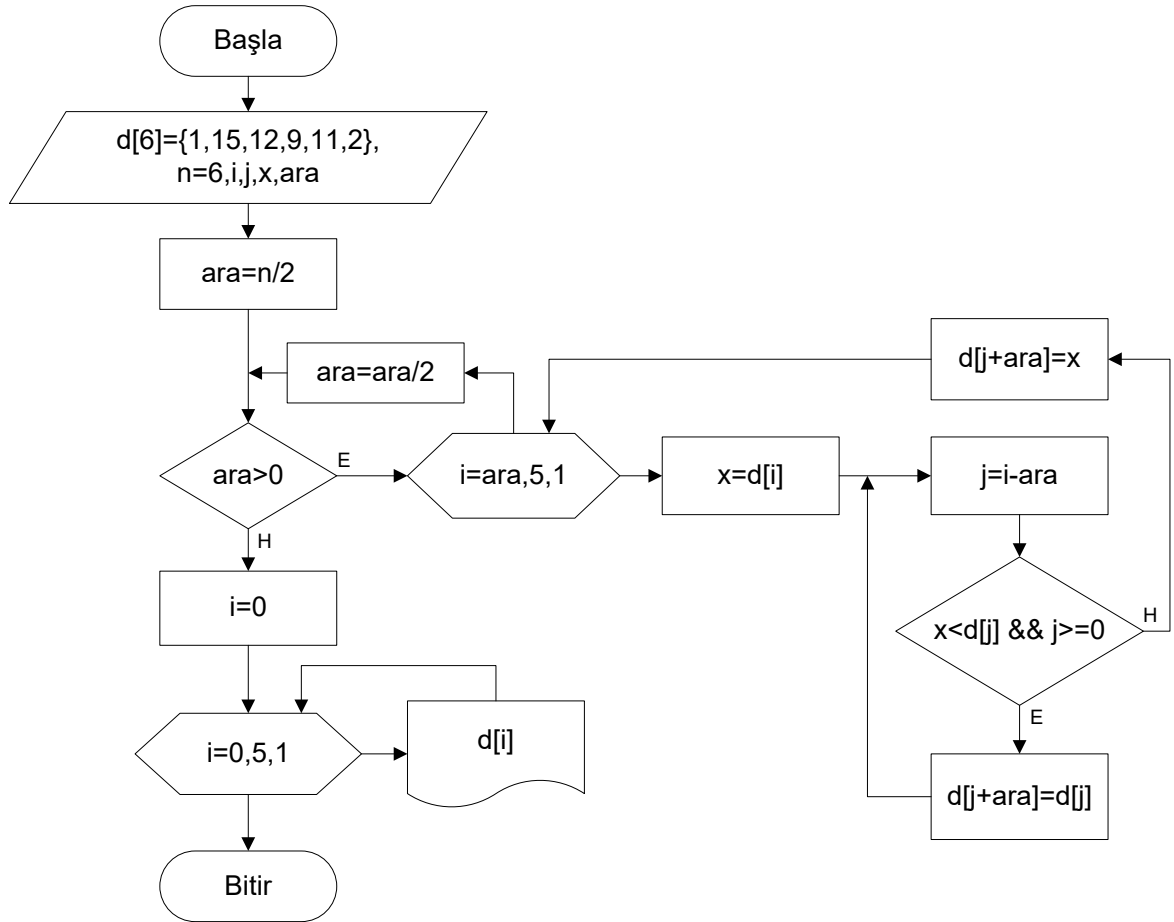 Başla
d[6]={1,15,12,9,11,2},
n=6,i,j,x,ara
ara=n/2
ara=ara/2
d[j+ara]=x
ara>0
E
i=ara,5,1
x=d[i]
j=i-ara
H
i=0
x<d[j] && j>=0
H
E
i=0,5,1
d[i]
d[j+ara]=d[j]
Bitir